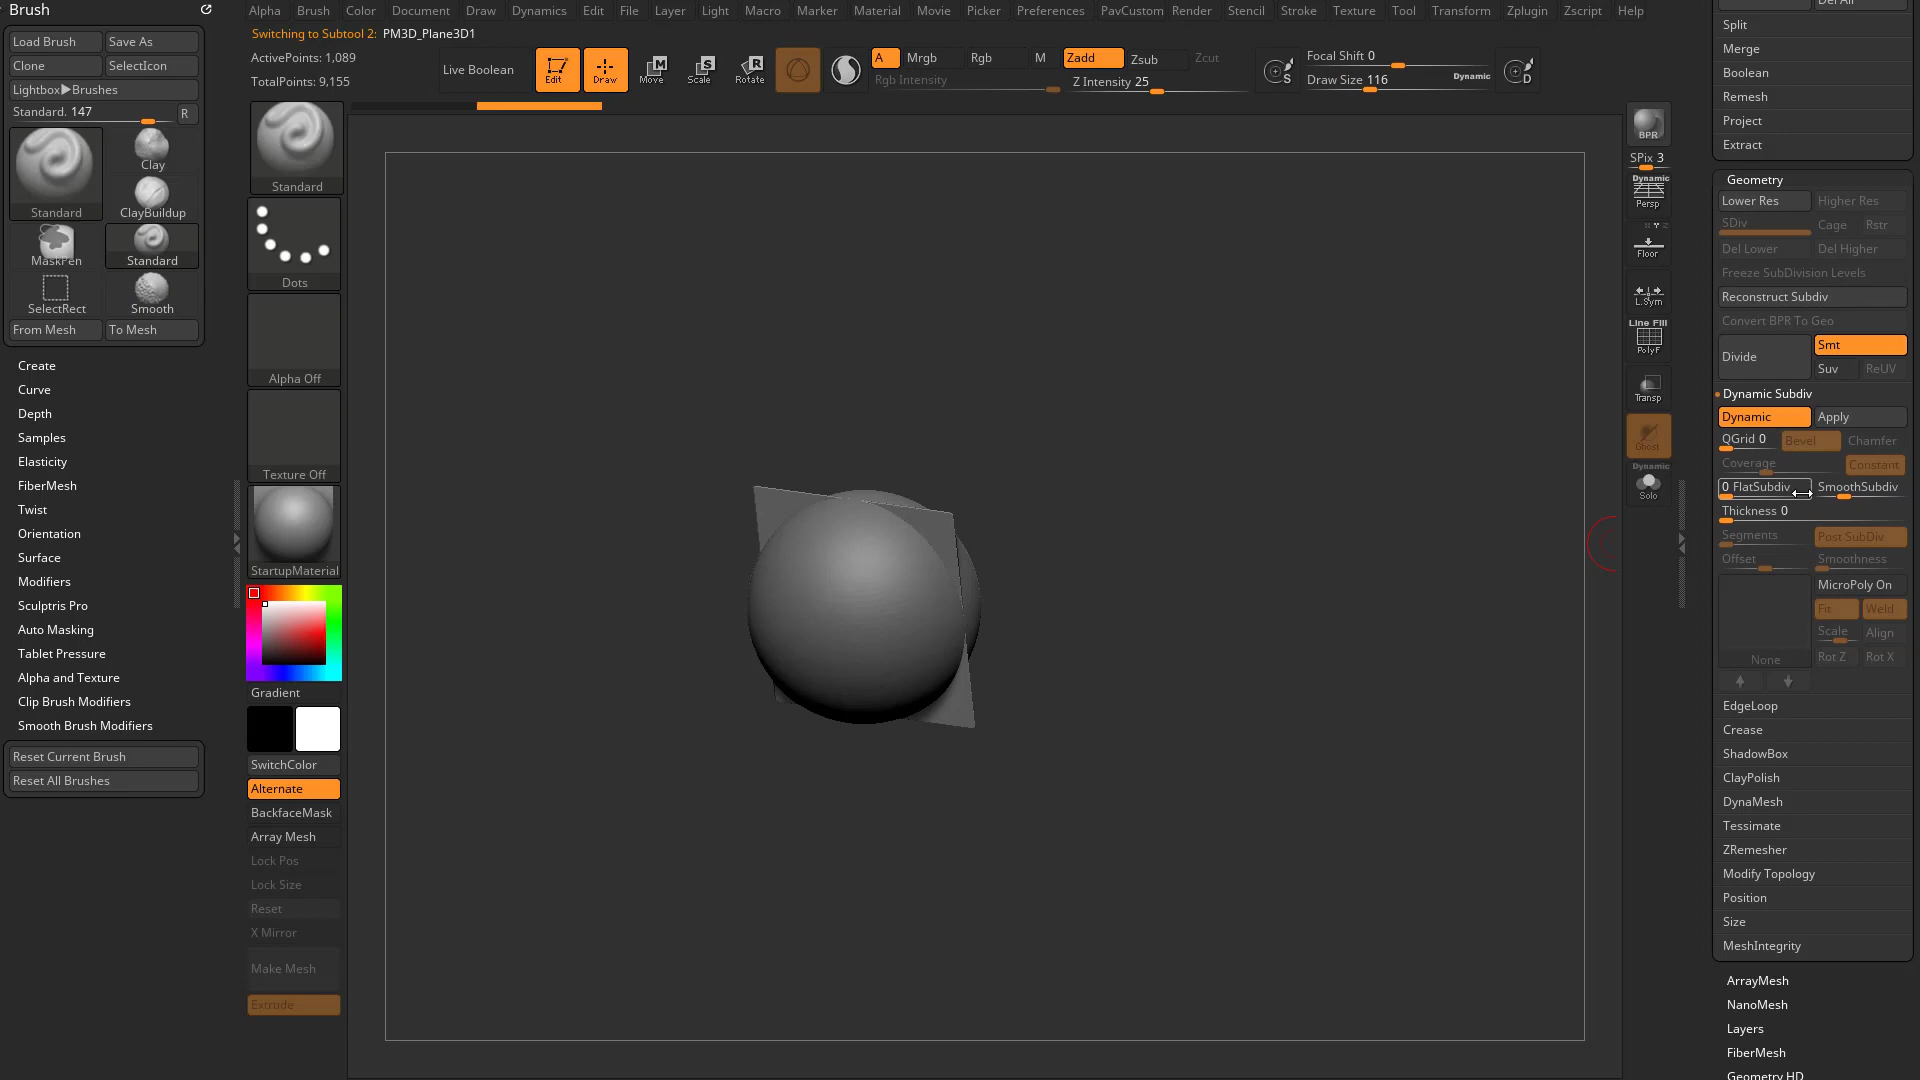 Brush
Alpha Brush Color Document Draw Dynamics Edit File Layer Light Macro Marker Material Movie Picker Preferences PavCustom Render Stencil Stroke Texture Tool Transform Zplugin Zscript Help
Switching to Subtool 2: PM3D_Plane3D1
ActivePoints: 1,089
TotalPoints: 9,155
Live Boolean
Edit
Draw
Move
Scale
Rotate
A Mrgb Rgb M
Rgb Intensity
Zadd Zsub Zcut
Z Intensity 25
Focal Shift 0
Draw Size 116 Dynamic
Load Brush Save As
Clone SelectIcon
Lightbox▶Brushes
Standard. 147 R
Clay
Standard ClayBuildup
MaskPen Standard
SelectRect Smooth
From Mesh To Mesh
Create
Curve
Depth
Samples
Elasticity
FiberMesh
Twist
Orientation
Surface
Modifiers
Sculptris Pro
Auto Masking
Tablet Pressure
Alpha and Texture
Clip Brush Modifiers
Smooth Brush Modifiers
Reset Current Brush
Reset All Brushes
Standard
Dots
Alpha Off
Texture Off
StartupMaterial
Gradient
SwitchColor
Alternate
BackfaceMask
Array Mesh
Lock Pos
Lock Size
Reset
X Mirror
Make Mesh
Extrude
BPR
SPix 3
Dynamic
Persp
Floor
L.Sym
Line Fill
PolyF
Transp
Ghost
Dynamic
Solo
Del All
Split
Merge
Boolean
Remesh
Project
Extract
Geometry
Lower Res Higher Res
SDiv Cage Rstr
Del Lower Del Higher
Freeze SubDivision Levels
Reconstruct Subdiv
Convert BPR To Geo
Divide Smt
Suv ReUV
Dynamic Subdiv
Dynamic Apply
QGrid 0 Bevel Chamfer
Coverage Constant
0 FlatSubdiv SmoothSubdiv
Thickness 0
Segments Post SubDiv
Offset Smoothness
MicroPoly On
Fit Weld
Scale Align
None Rot Z Rot X
EdgeLoop
Crease
ShadowBox
ClayPolish
DynaMesh
Tessimate
ZRemesher
Modify Topology
Position
Size
MeshIntegrity
ArrayMesh
NanoMesh
Layers
FiberMesh
Geometry HD